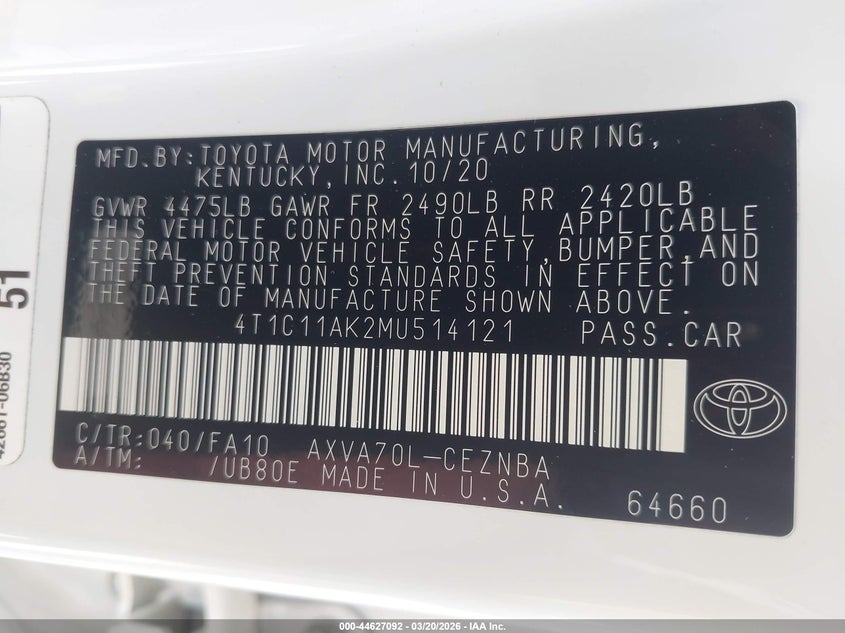 MFD.BY:TOYOTA MOTOR MANUFACTURING,
KENTUCKY,INC. 10/20
GVWR 4475LB GAWR FR 2490LB RR 2420LB
THIS VEHICLE CONFORMS TO ALL APPLICABLE
FEDERAL MOTOR VEHICLE SAFETY,BUMPER,AND
THEFT PREVENTION STANDARDS IN EFFECT ON
THE DATE OF MANUFACTURE SHOWN ABOVE.
4T1C11AK2MU514121 PASS.CAR
C/TR:040/FA10 AXVA70L-CEZNBA
A/TM: /UB80E MADE IN U.S.A.
64660
51
000-44627092 | 03/20/2026 - IAA Inc.